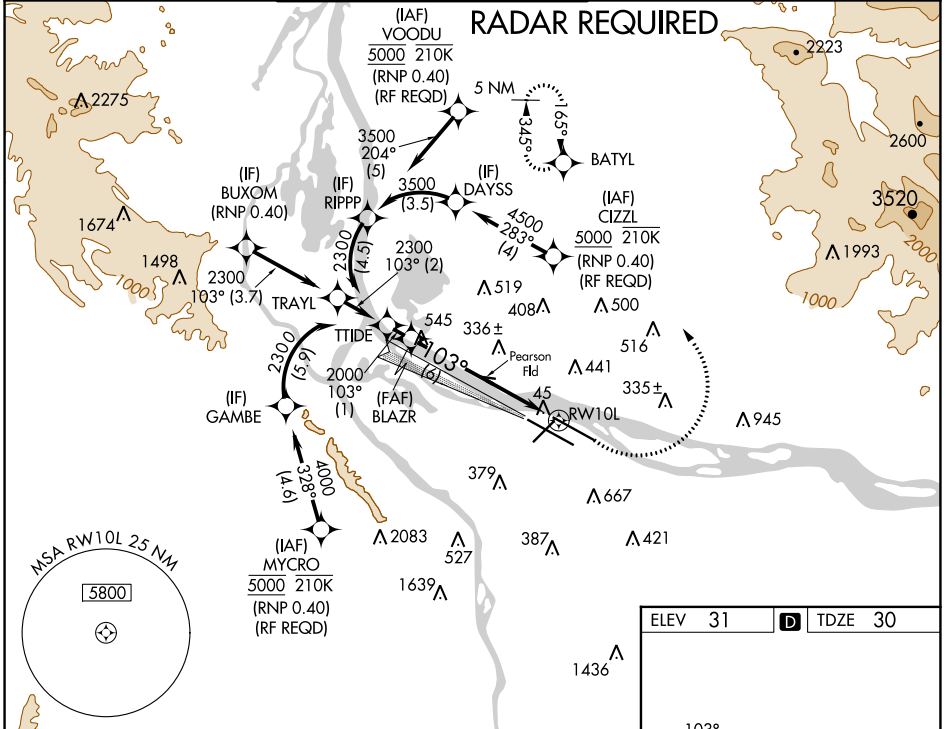 RADAR REQUIRED
(IAF)
VOODU
5000 210K
(RNP 0.40)
(RF REQD)
2223
2275
5 NM
345°
165°
BATYL
2600
3500
204°
(5)
(IF)
DAYSS
3500
(3.5)
(IF)
RIPPP
(IF)
BUXOM
(RNP 0.40)
3520
2000
4500
283°
(4)
(IAF)
CIZZL
5000 210K
(RNP 0.40)
(RF REQD)
1674
1993
1498
1000
1000
2300
(4.5)
2300
103° (2)
2300
103° (3.7)
TRAYL
519
408
500
TTIDE
545
336±
516
103°
(6)
Pearson
Fld
441
335±
2300
(5.9)
2000
103°
(1)
(FAF)
BLAZR
45
RW10L
945
(IF)
GAMBE
4000
328°
(4.6)
379
667
(IAF)
MYCRO
5000 210K
(RNP 0.40)
(RF REQD)
2083
527
387
421
1639
MSA RW10L 25 NM
5800
ELEV 31 D TDZE 30
1436
103°